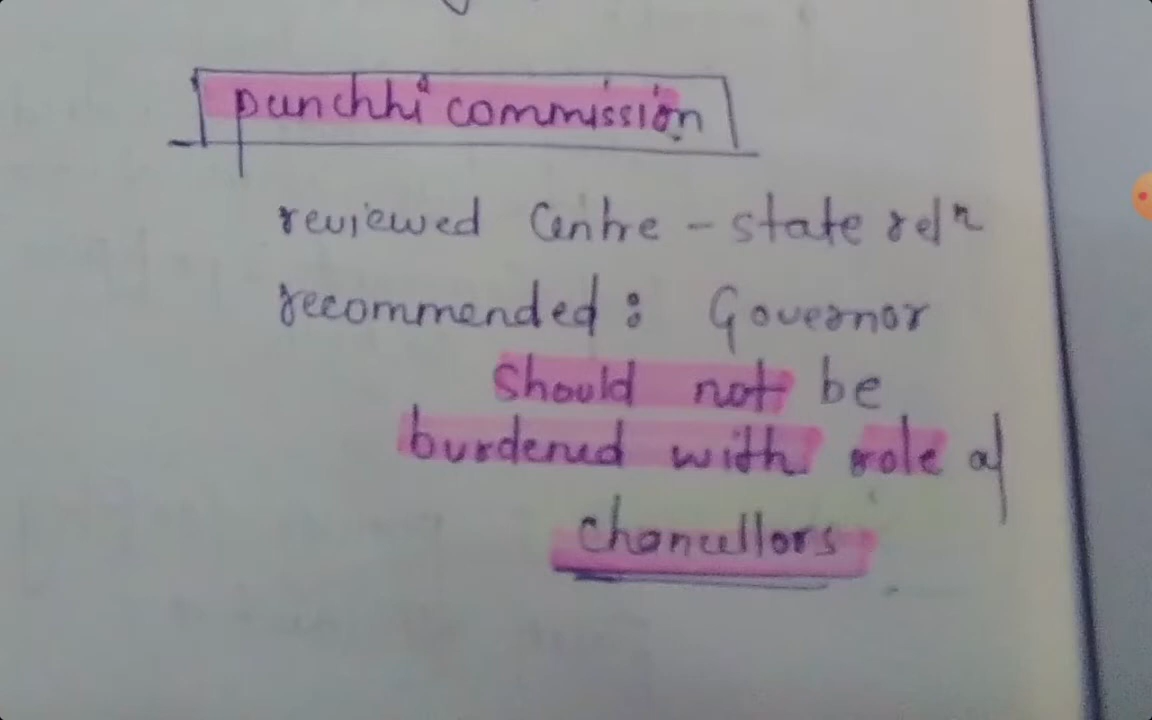 punchhi commission
reviewed Centre - state relⁿ
recommended : Governor
should not be
burdened with role of
chancellors